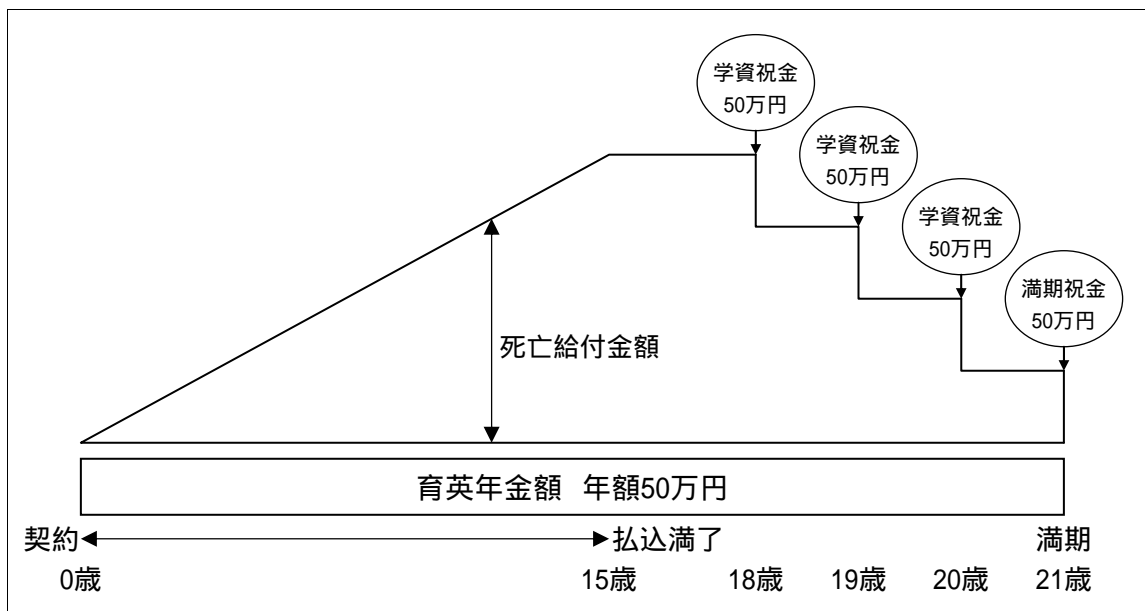 学資祝金
50万円
学資祝金
50万円
学資祝金
50万円
満期祝金
50万円
死亡給付金額
育英年金額 年額50万円
契約 払込満了 満期
0歳 15歳 18歳 19歳 20歳 21歳